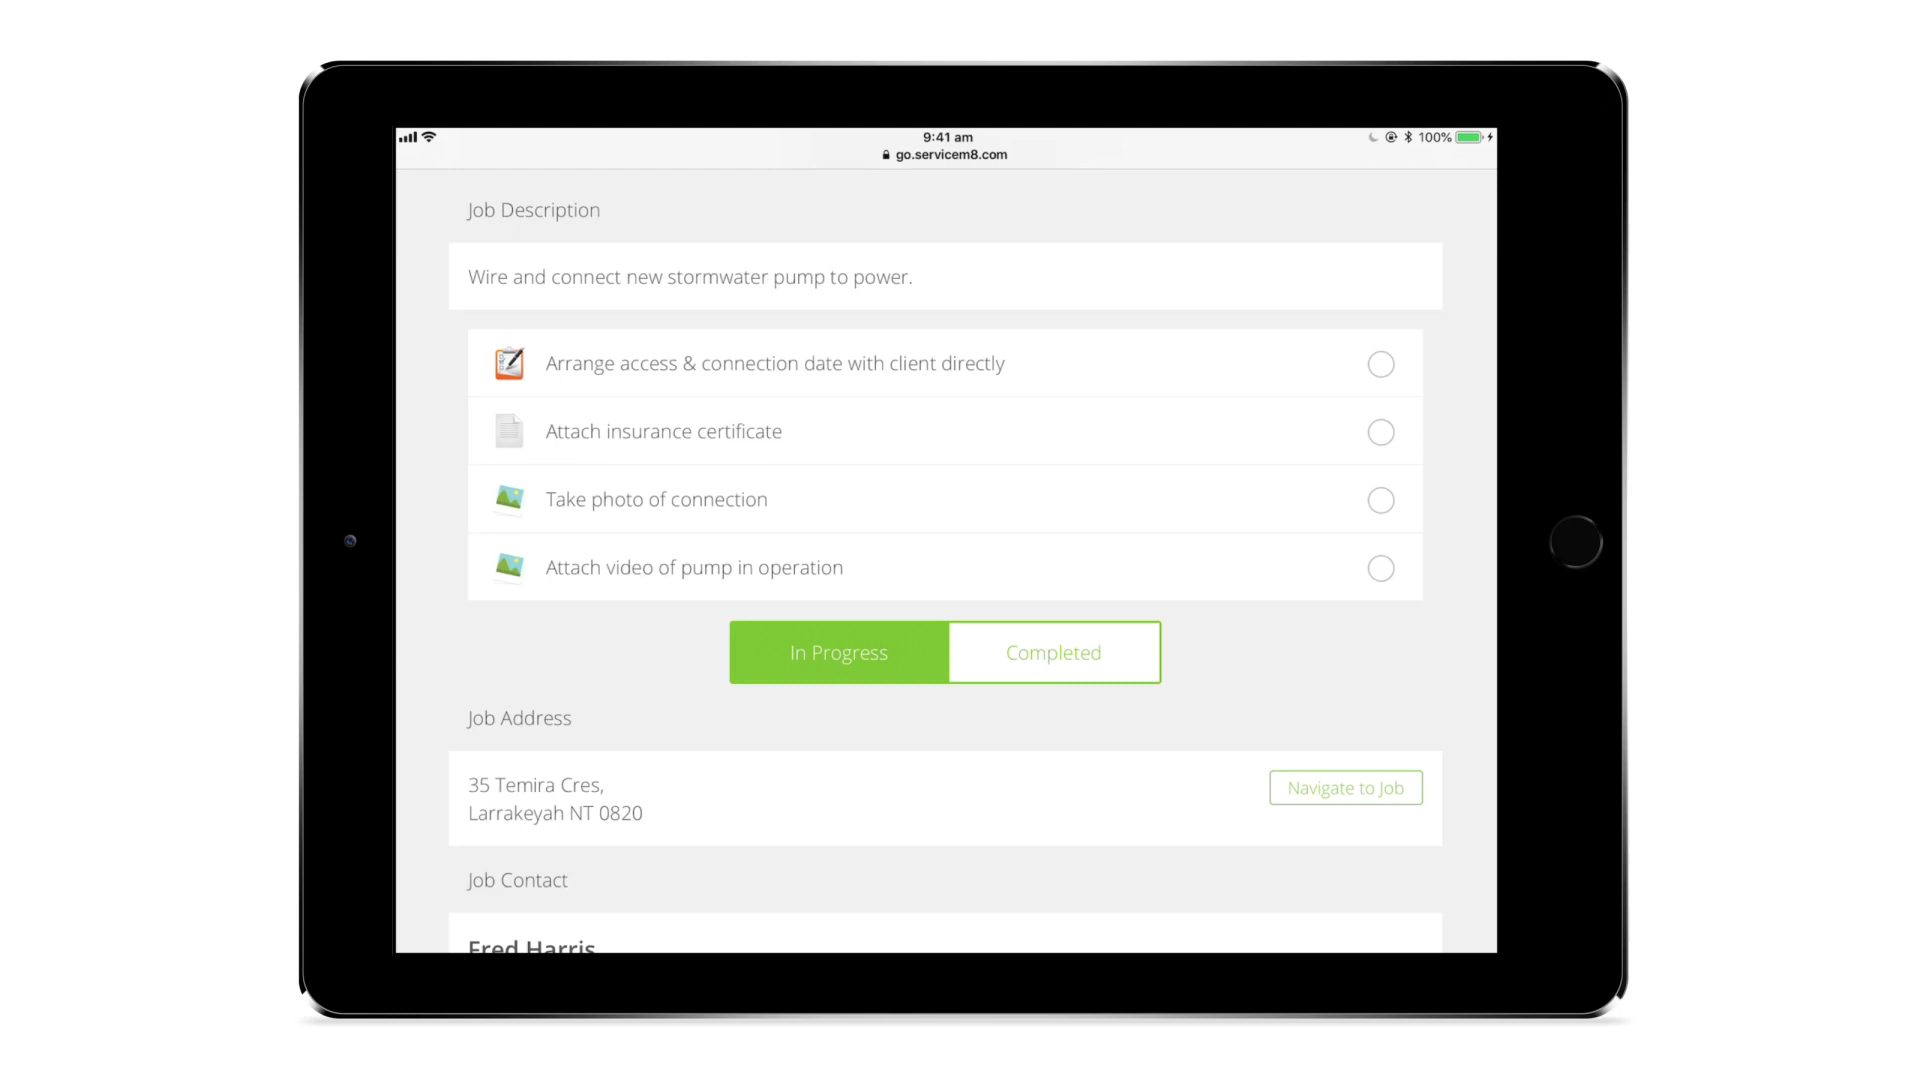 9:41 am
100%
go.servicem8.com
Job Description
Wire and connect new stormwater pump to power.
Arrange access & connection date with client directly
Attach insurance certificate
Take photo of connection
Attach video of pump in operation
In Progress
Completed
Job Address
35 Temira Cres,
Navigate to Job
Larrakeyah NT 0820
Job Contact
Fred Harris